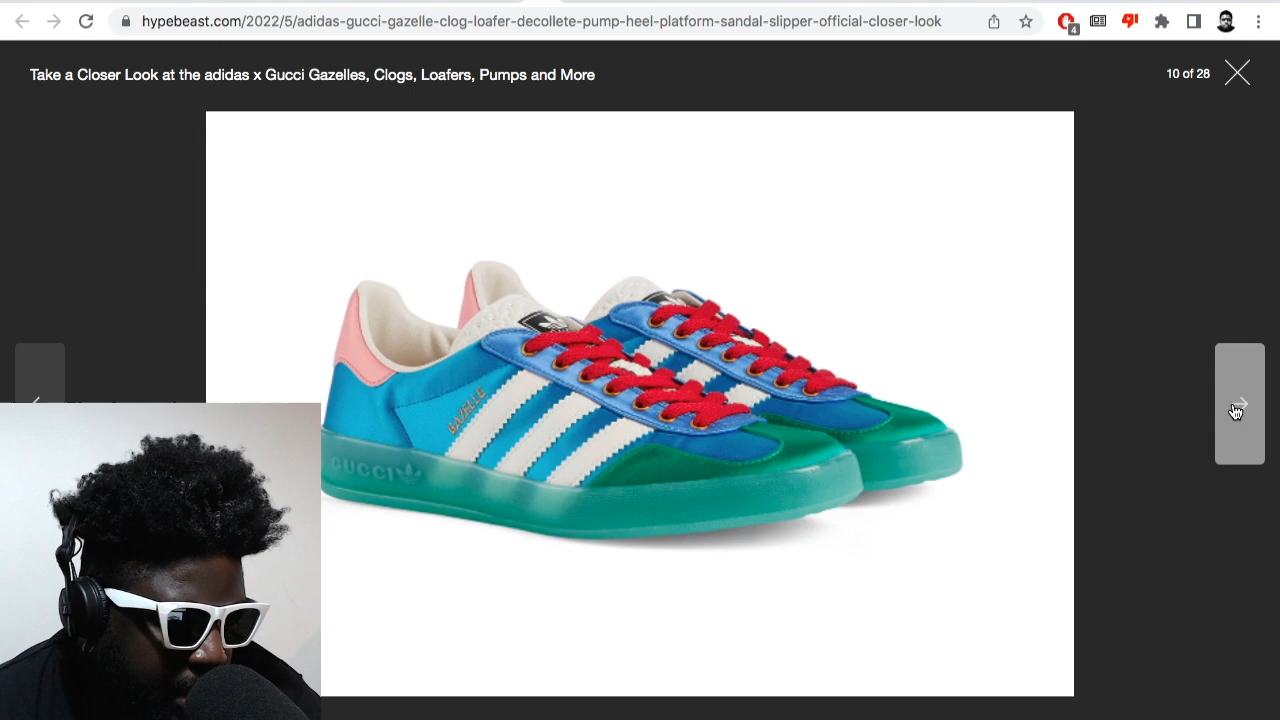 hypebeast.com/2022/5/adidas-gucci-gazelle-clog-loafer-decollete-pump-heel-platform-sandal-slipper-official-closer-look
4
Take a Closer Look at the adidas x Gucci Gazelles, Clogs, Loafers, Pumps and More
10 of 28
GAZELLE
GUCCI